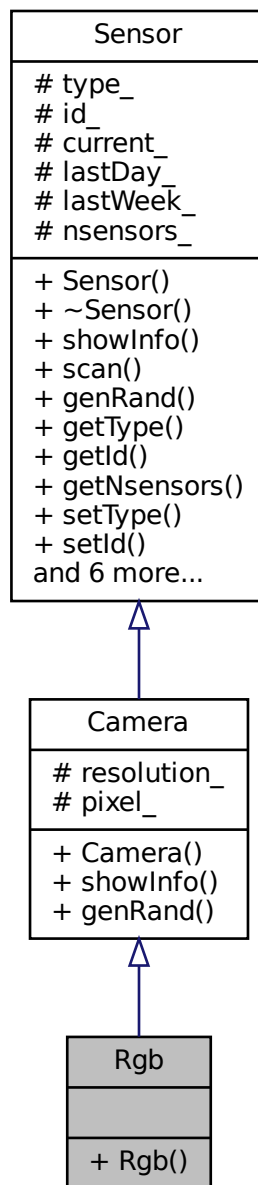 Sensor
# type_
# id_
# current_
# lastDay_
# lastWeek_
# nsensors_
+ Sensor()
+ ~Sensor()
+ showInfo()
+ scan()
+ genRand()
+ getType()
+ getId()
+ getNsensors()
+ setType()
+ setId()
and 6 more...
Camera
# resolution_
# pixel_
+ Camera()
+ showInfo()
+ genRand()
Rgb
+ Rgb()